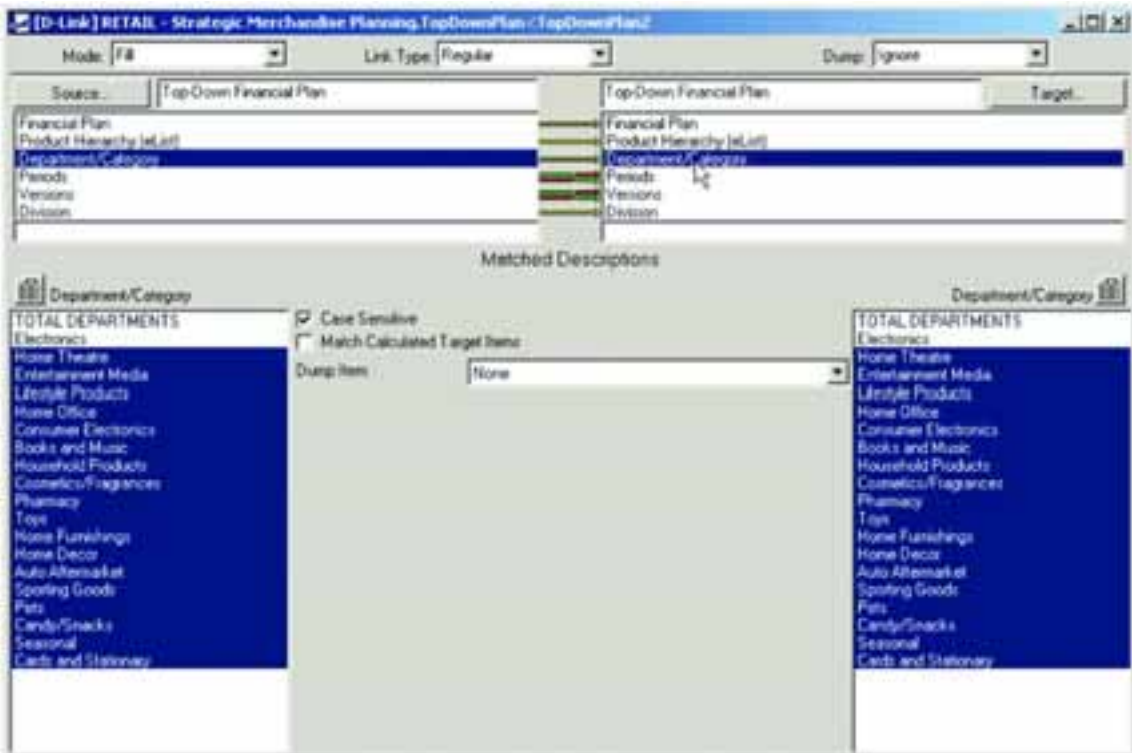 [D-Link] RETAIL - Strategic Merchandise Planning.TopDownPlan<TopDownPlan2
Mode: Fill Link Type: Regular Dump: Ignore
Source... Top-Down Financial Plan Top-Down Financial Plan Target...
Financial Plan Financial Plan
Product Hierarchy (eList) Product Hierarchy (eList)
Department/Category Department/Category
Periods Periods
Versions Versions
Division Division
Matched Descriptions
Department/Category Department/Category
TOTAL DEPARTMENTS Case Sensitive TOTAL DEPARTMENTS
Electronics Match Calculated Target Items Electronics
Home Theatre Home Theatre
Entertainment Media Dump Item None Entertainment Media
Lifestyle Products Lifestyle Products
Home Office Home Office
Consumer Electronics Consumer Electronics
Books and Music Books and Music
Household Products Household Products
Cosmetics/Fragrances Cosmetics/Fragrances
Pharmacy Pharmacy
Toys Toys
Home Furnishings Home Furnishings
Home Decor Home Decor
Auto Aftermarket Auto Aftermarket
Sporting Goods Sporting Goods
Pets Pets
Candy/Snacks Candy/Snacks
Seasonal Seasonal
Cards and Stationary Cards and Stationary